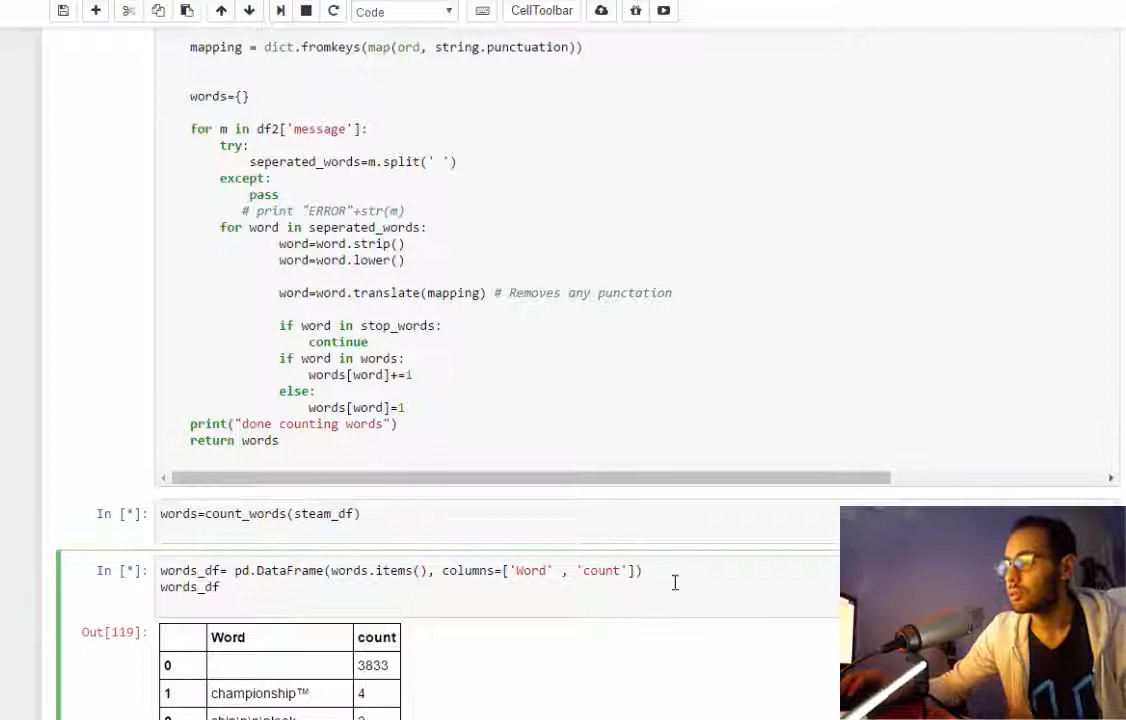 Code
CellToolbar
mapping = dict.fromkeys(map(ord, string.punctuation))
words={}
for m in df2['message']:
try:
seperated_words=m.split(' ')
except:
pass
# print "ERROR"+str(m)
for word in seperated_words:
word=word.strip()
word=word.lower()
word=word.translate(mapping) # Removes any punctation
if word in stop_words:
continue
if word in words:
words[word]+=1
else:
words[word]=1
print("done counting words")
return words
In [*]: words=count_words(steam_df)
In [*]: words_df= pd.DataFrame(words.items(), columns=['Word' , 'count'])
words_df
Out[119]:
Word count
0 3833
1 championship™ 4